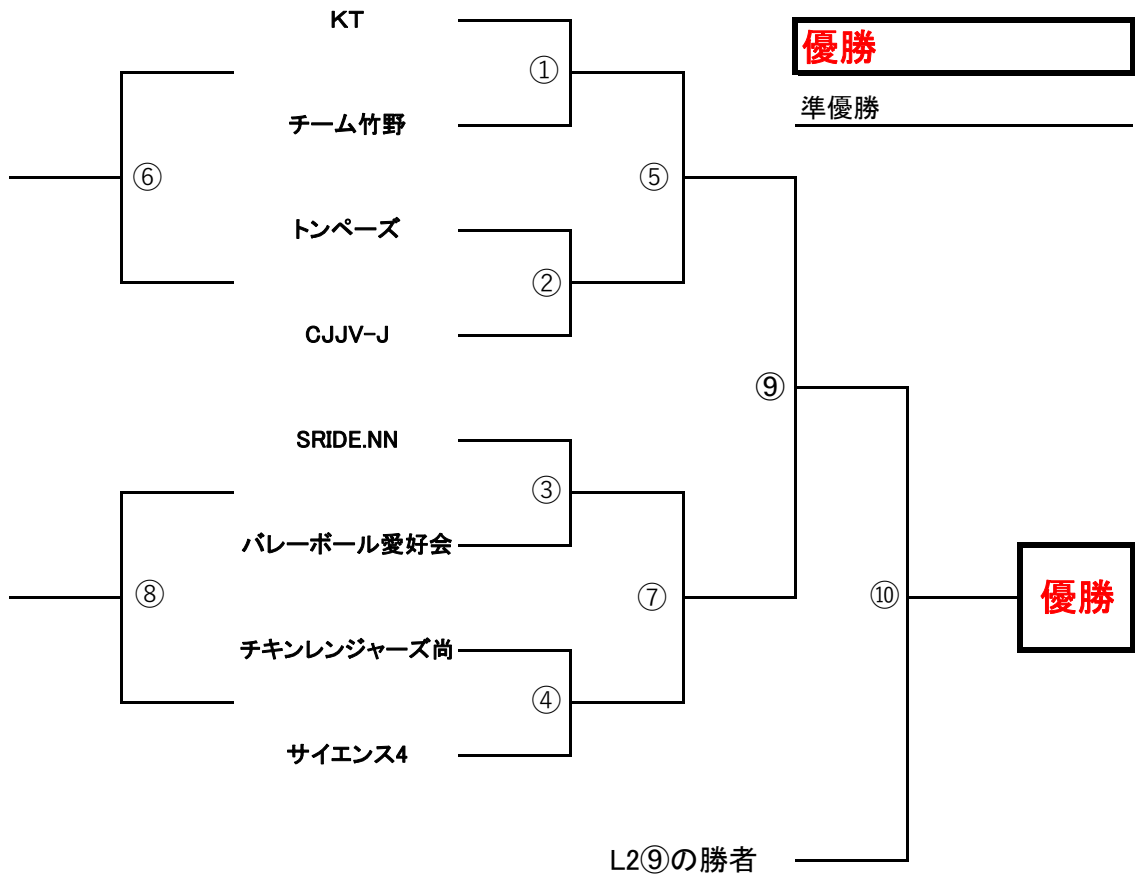 KT
優勝
①
準優勝
チーム竹野
⑥
⑤
トンペーズ
②
CJJV-J
⑨
SRIDE.NN
③
バレーボール愛好会
⑧
⑦
⑩
優勝
チキンレンジャーズ尚
④
サイエンス4
L2⑨の勝者